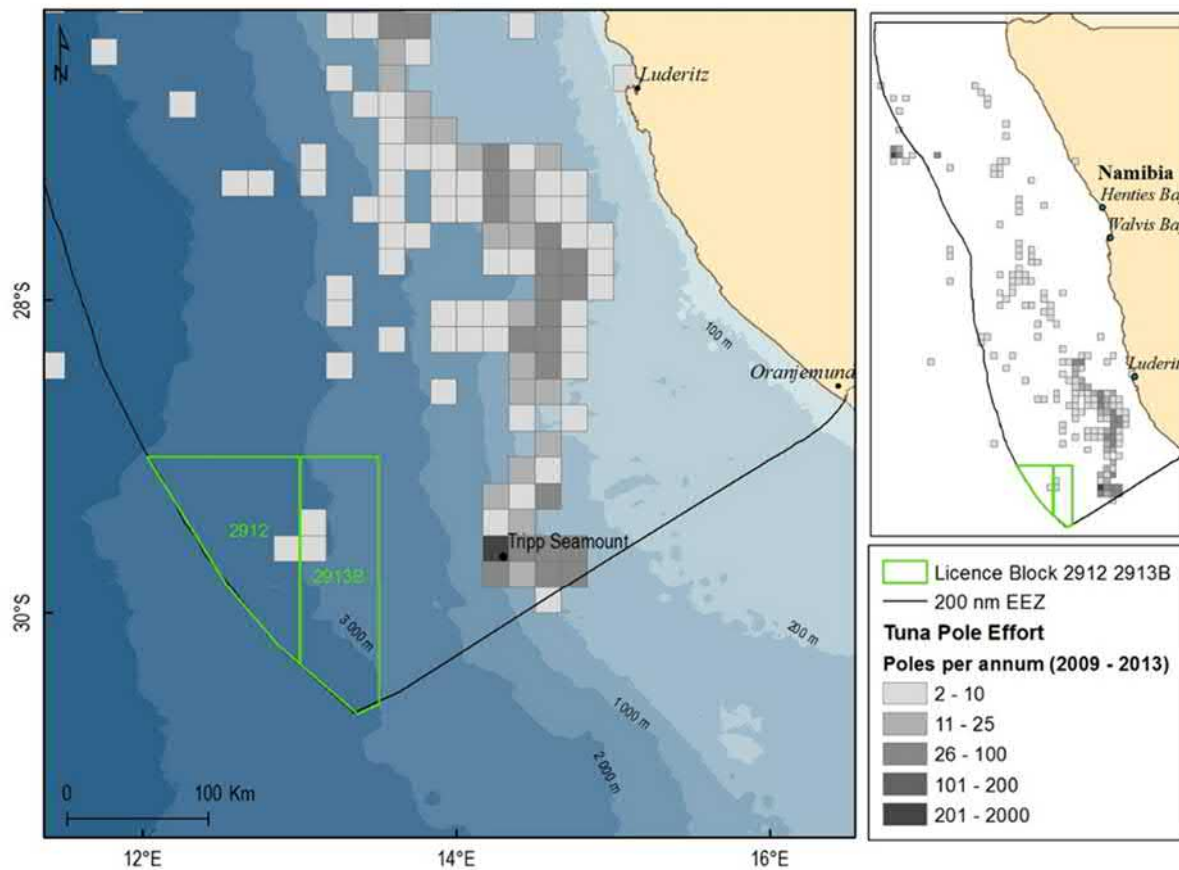 Z
Luderitz
28°S
100 m
Oranjemund
2912
2913B
Tripp Seamount
30°S
3 000 m
200 m
1 000 m
2 000 m
0 100 Km
12°E 14°E 16°E
Namibia
Henties Bay
Walvis Bay
Luderit
Licence Block 2912 2913B
200 nm EEZ
Tuna Pole Effort
Poles per annum (2009 - 2013)
2 - 10
11 - 25
26 - 100
101 - 200
201 - 2000